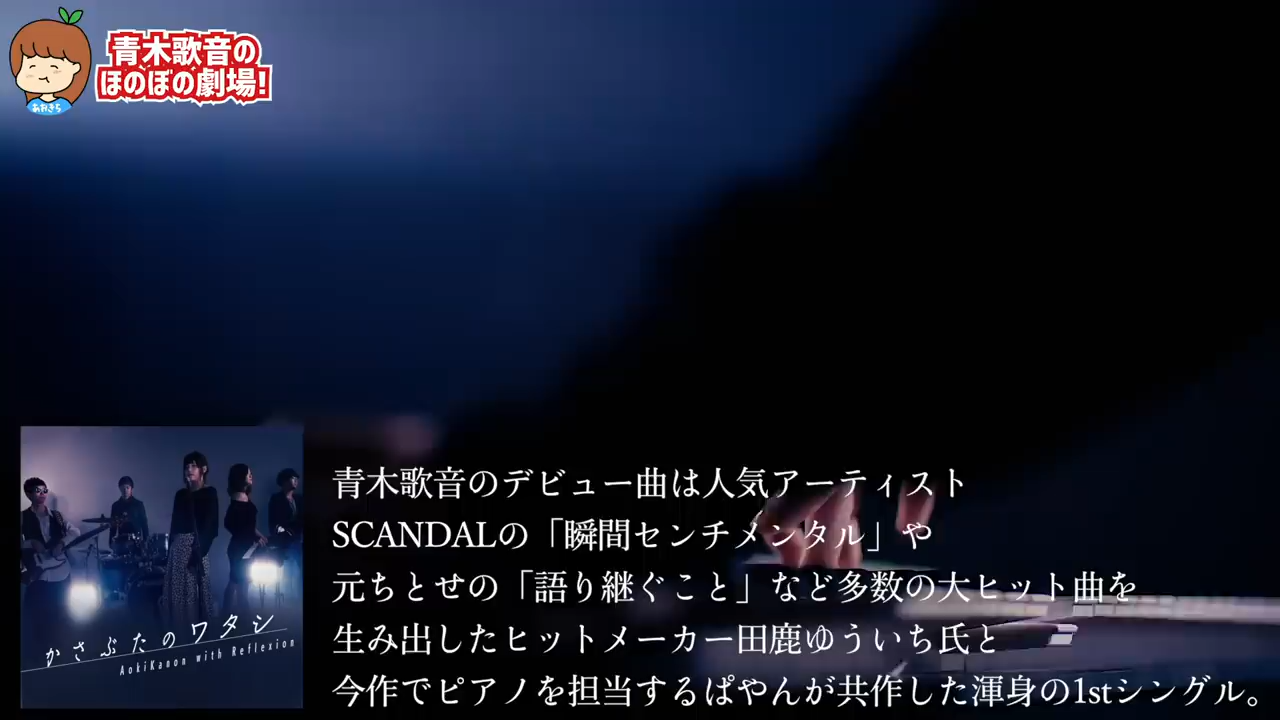 青木歌音の
ほのぼの劇場!
あおきち
青木歌音のデビュー曲は人気アーティスト
SCANDALの「瞬間センチメンタル」や
元ちとせの「語り継ぐこと」など多数の大ヒット曲を
生み出したヒットメーカー田鹿ゆういち氏と
今作でピアノを担当するぱやんが共作した渾身の1stシングル。
かさぶたのワタシ
AokiKanon with Reflexion